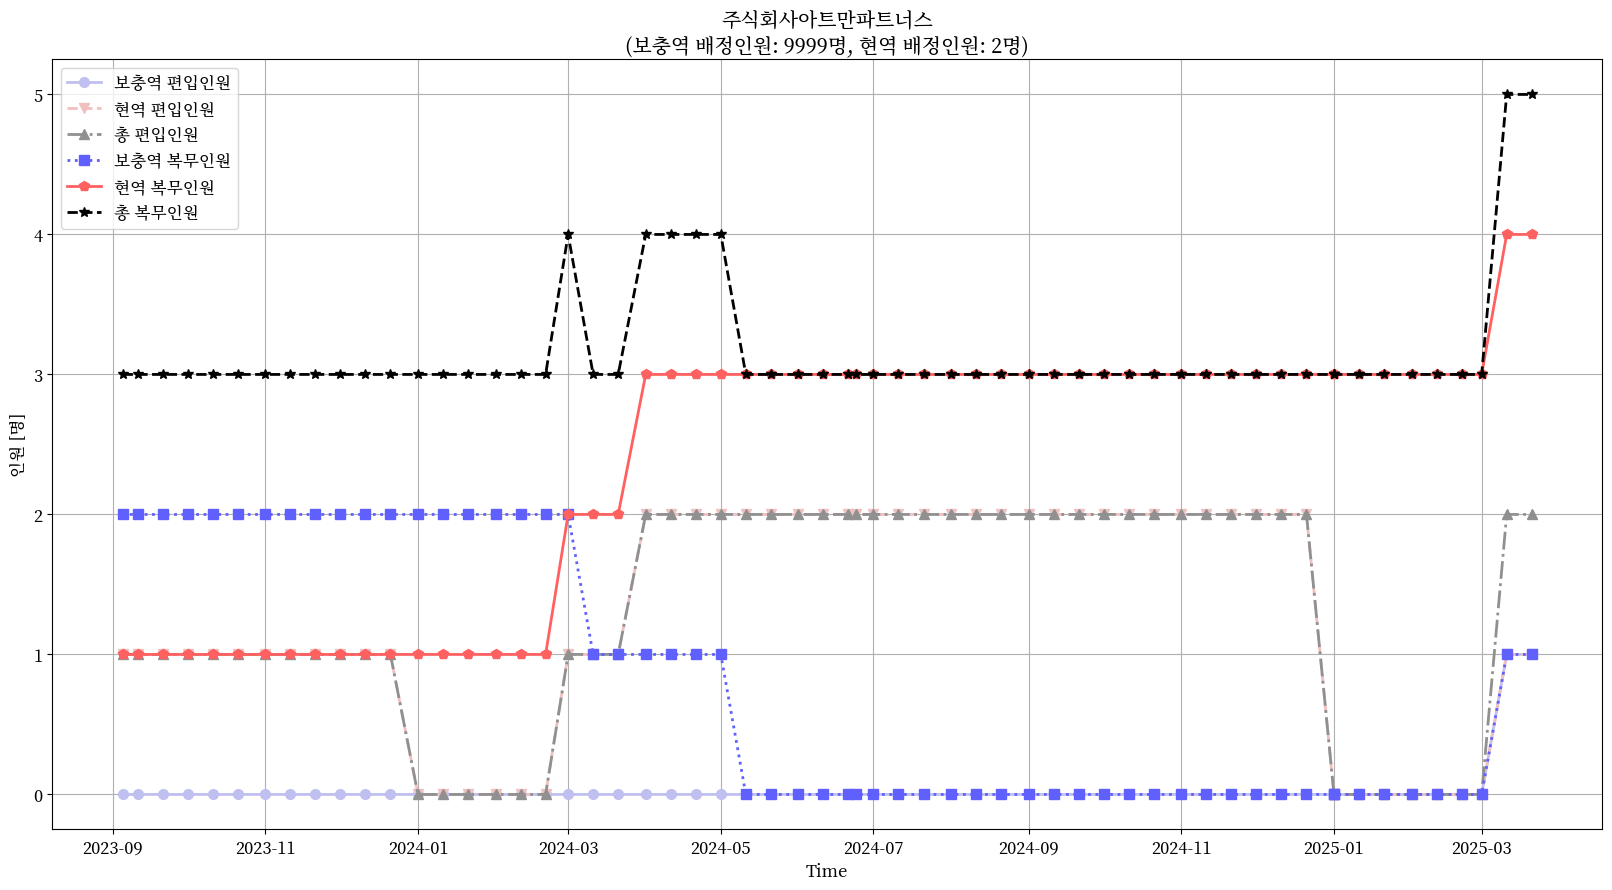 주식회사아트만파트너스
(보충역 배정인원: 9999명, 현역 배정인원: 2명)
보충역 편입인원
현역 편입인원
총 편입인원
보충역 복무인원
현역 복무인원
총 복무인원
인원 [명]
5
4
3
2
1
0
2023-09 2023-11 2024-01 2024-03 2024-05 2024-07 2024-09 2024-11 2025-01 2025-03
Time